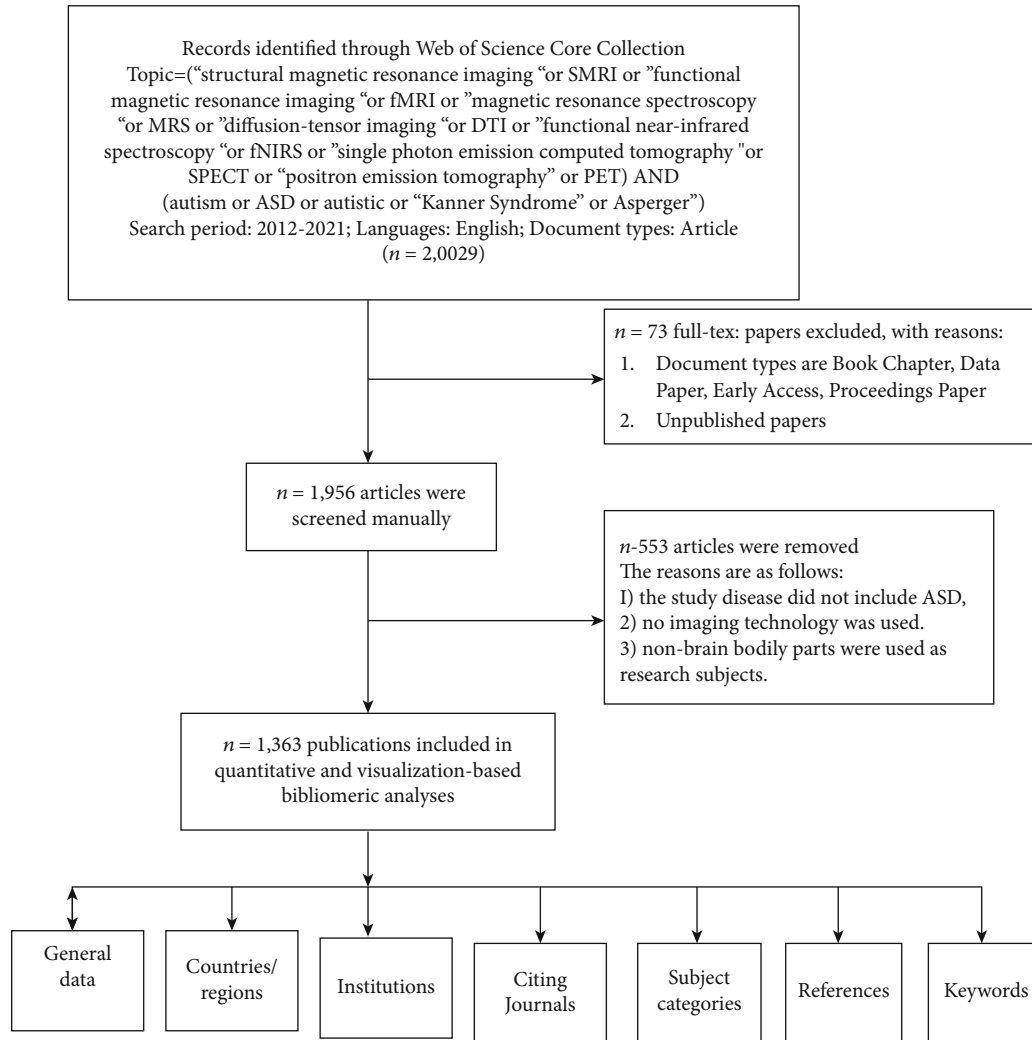 Records identified through Web of Science Core Collection
Topic=(“structural magnetic resonance imaging “or SMRI or ”functional
magnetic resonance imaging “or fMRI or ”magnetic resonance spectroscopy
“or MRS or ”diffusion-tensor imaging “or DTI or ”functional near-infrared
spectroscopy “or fNIRS or ”single photon emission computed tomography "or
SPECT or “positron emission tomography” or PET) AND
(autism or ASD or autistic or “Kanner Syndrome” or Asperger”)
Search period: 2012-2021; Languages: English; Document types: Article
(n = 2,0029)
n = 73 full-tex: papers excluded, with reasons:
1. Document types are Book Chapter, Data
Paper, Early Access, Proceedings Paper
2. Unpublished papers
n = 1,956 articles were
screened manually
n-553 articles were removed
The reasons are as follows:
I) the study disease did not include ASD,
2) no imaging technology was used.
3) non-brain bodily parts were used as
research subjects.
n = 1,363 publications included in
quantitative and visualization-based
bibliomeric analyses
General
data
Countries/
regions
Institutions
Citing
Journals
Subject
categories
References
Keywords